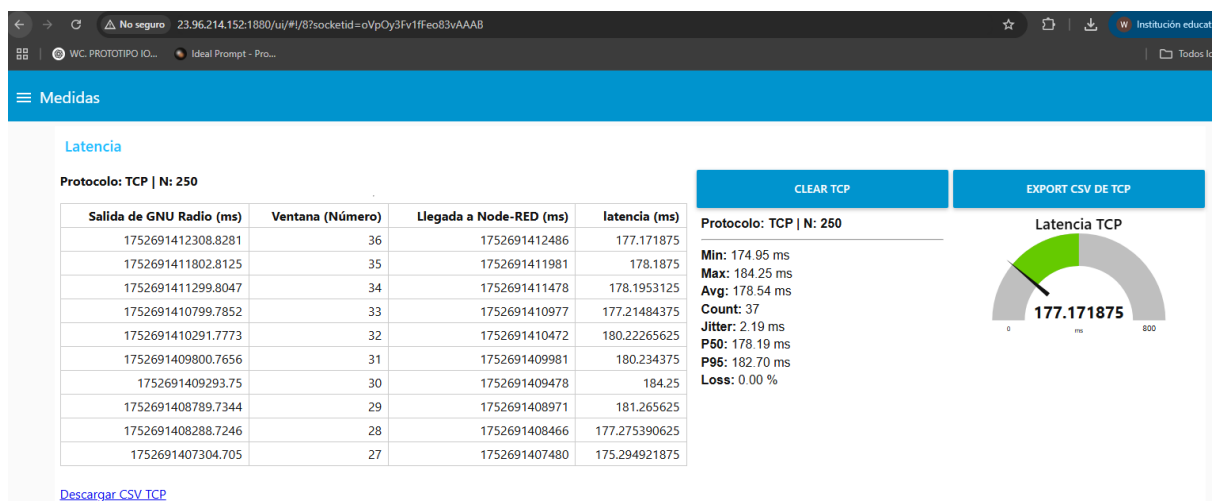 No seguro 23.96.214.152:1880/ui/#!/8?socketid=oVpOy3Fv1fFeo83vAAAB
W Institución educat
WC. PROTOTIPO IO... Ideal Prompt - Pro...
Todos lo
Medidas
Latencia
Protocolo: TCP | N: 250
Salida de GNU Radio (ms) Ventana (Número) Llegada a Node-RED (ms) latencia (ms)
1752691412308.8281 36 1752691412486 177.171875
1752691411802.8125 35 1752691411981 178.1875
1752691411299.8047 34 1752691411478 178.1953125
1752691410799.7852 33 1752691410977 177.21484375
1752691410291.7773 32 1752691410472 180.22265625
1752691409800.7656 31 1752691409981 180.234375
1752691409293.75 30 1752691409478 184.25
1752691408789.7344 29 1752691408971 181.265625
1752691408288.7246 28 1752691408466 177.275390625
1752691407304.705 27 1752691407480 175.294921875
Descargar CSV TCP
CLEAR TCP
Protocolo: TCP | N: 250
Min: 174.95 ms
Max: 184.25 ms
Avg: 178.54 ms
Count: 37
Jitter: 2.19 ms
P50: 178.19 ms
P95: 182.70 ms
Loss: 0.00 %
EXPORT CSV DE TCP
Latencia TCP
177.171875
0 ms 800